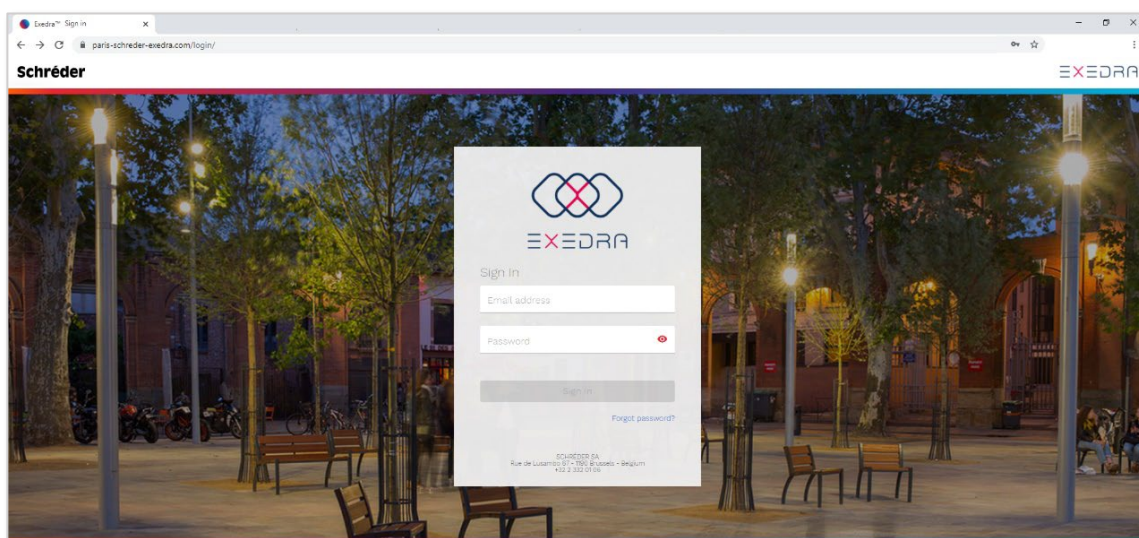 Exedra™ Sign in
paris-schreder-exedra.com/login/
Schréder
EXEDRA
EXEDRA
Sign In
Email address
Password
Sign In
Forgot password?
SCHRÉDER SA
Rue de Lusambo 67 - 1190 Brussels - Belgium